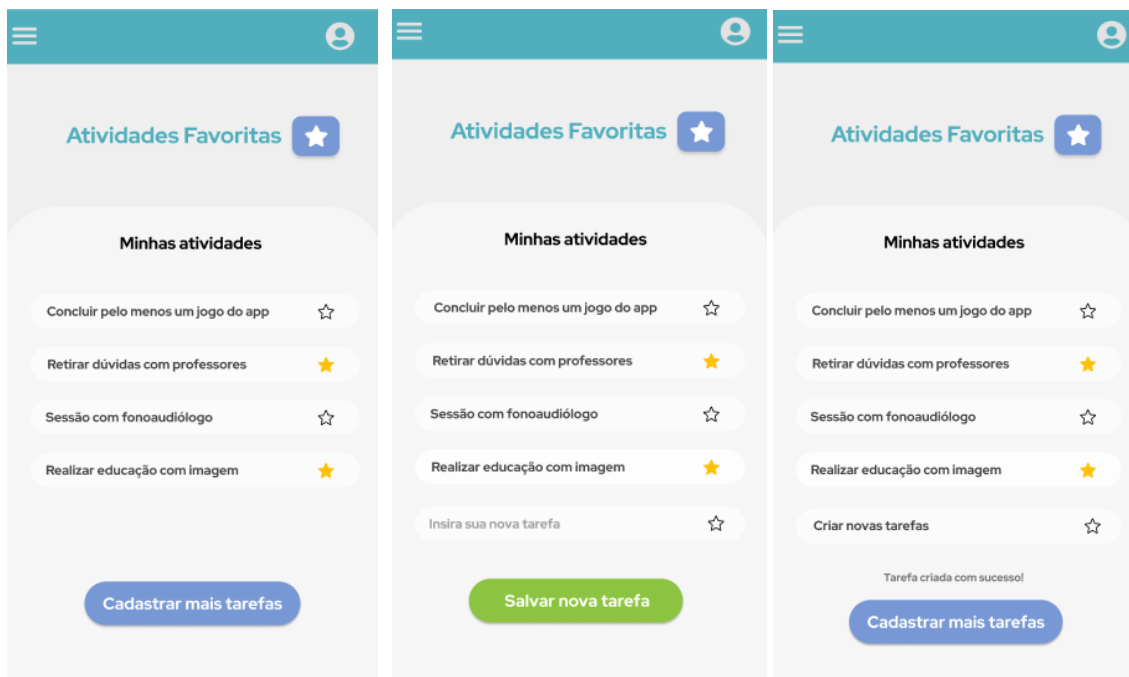 Atividades Favoritas
Minhas atividades
Concluir pelo menos um jogo do app
Retirar dúvidas com professores
Sessão com fonoaudiólogo
Realizar educação com imagem
Cadastrar mais tarefas
Atividades Favoritas
Minhas atividades
Concluir pelo menos um jogo do app
Retirar dúvidas com professores
Sessão com fonoaudiólogo
Realizar educação com imagem
Insira sua nova tarefa
Salvar nova tarefa
Atividades Favoritas
Minhas atividades
Concluir pelo menos um jogo do app
Retirar dúvidas com professores
Sessão com fonoaudiólogo
Realizar educação com imagem
Criar novas tarefas
Tarefa criada com sucesso!
Cadastrar mais tarefas